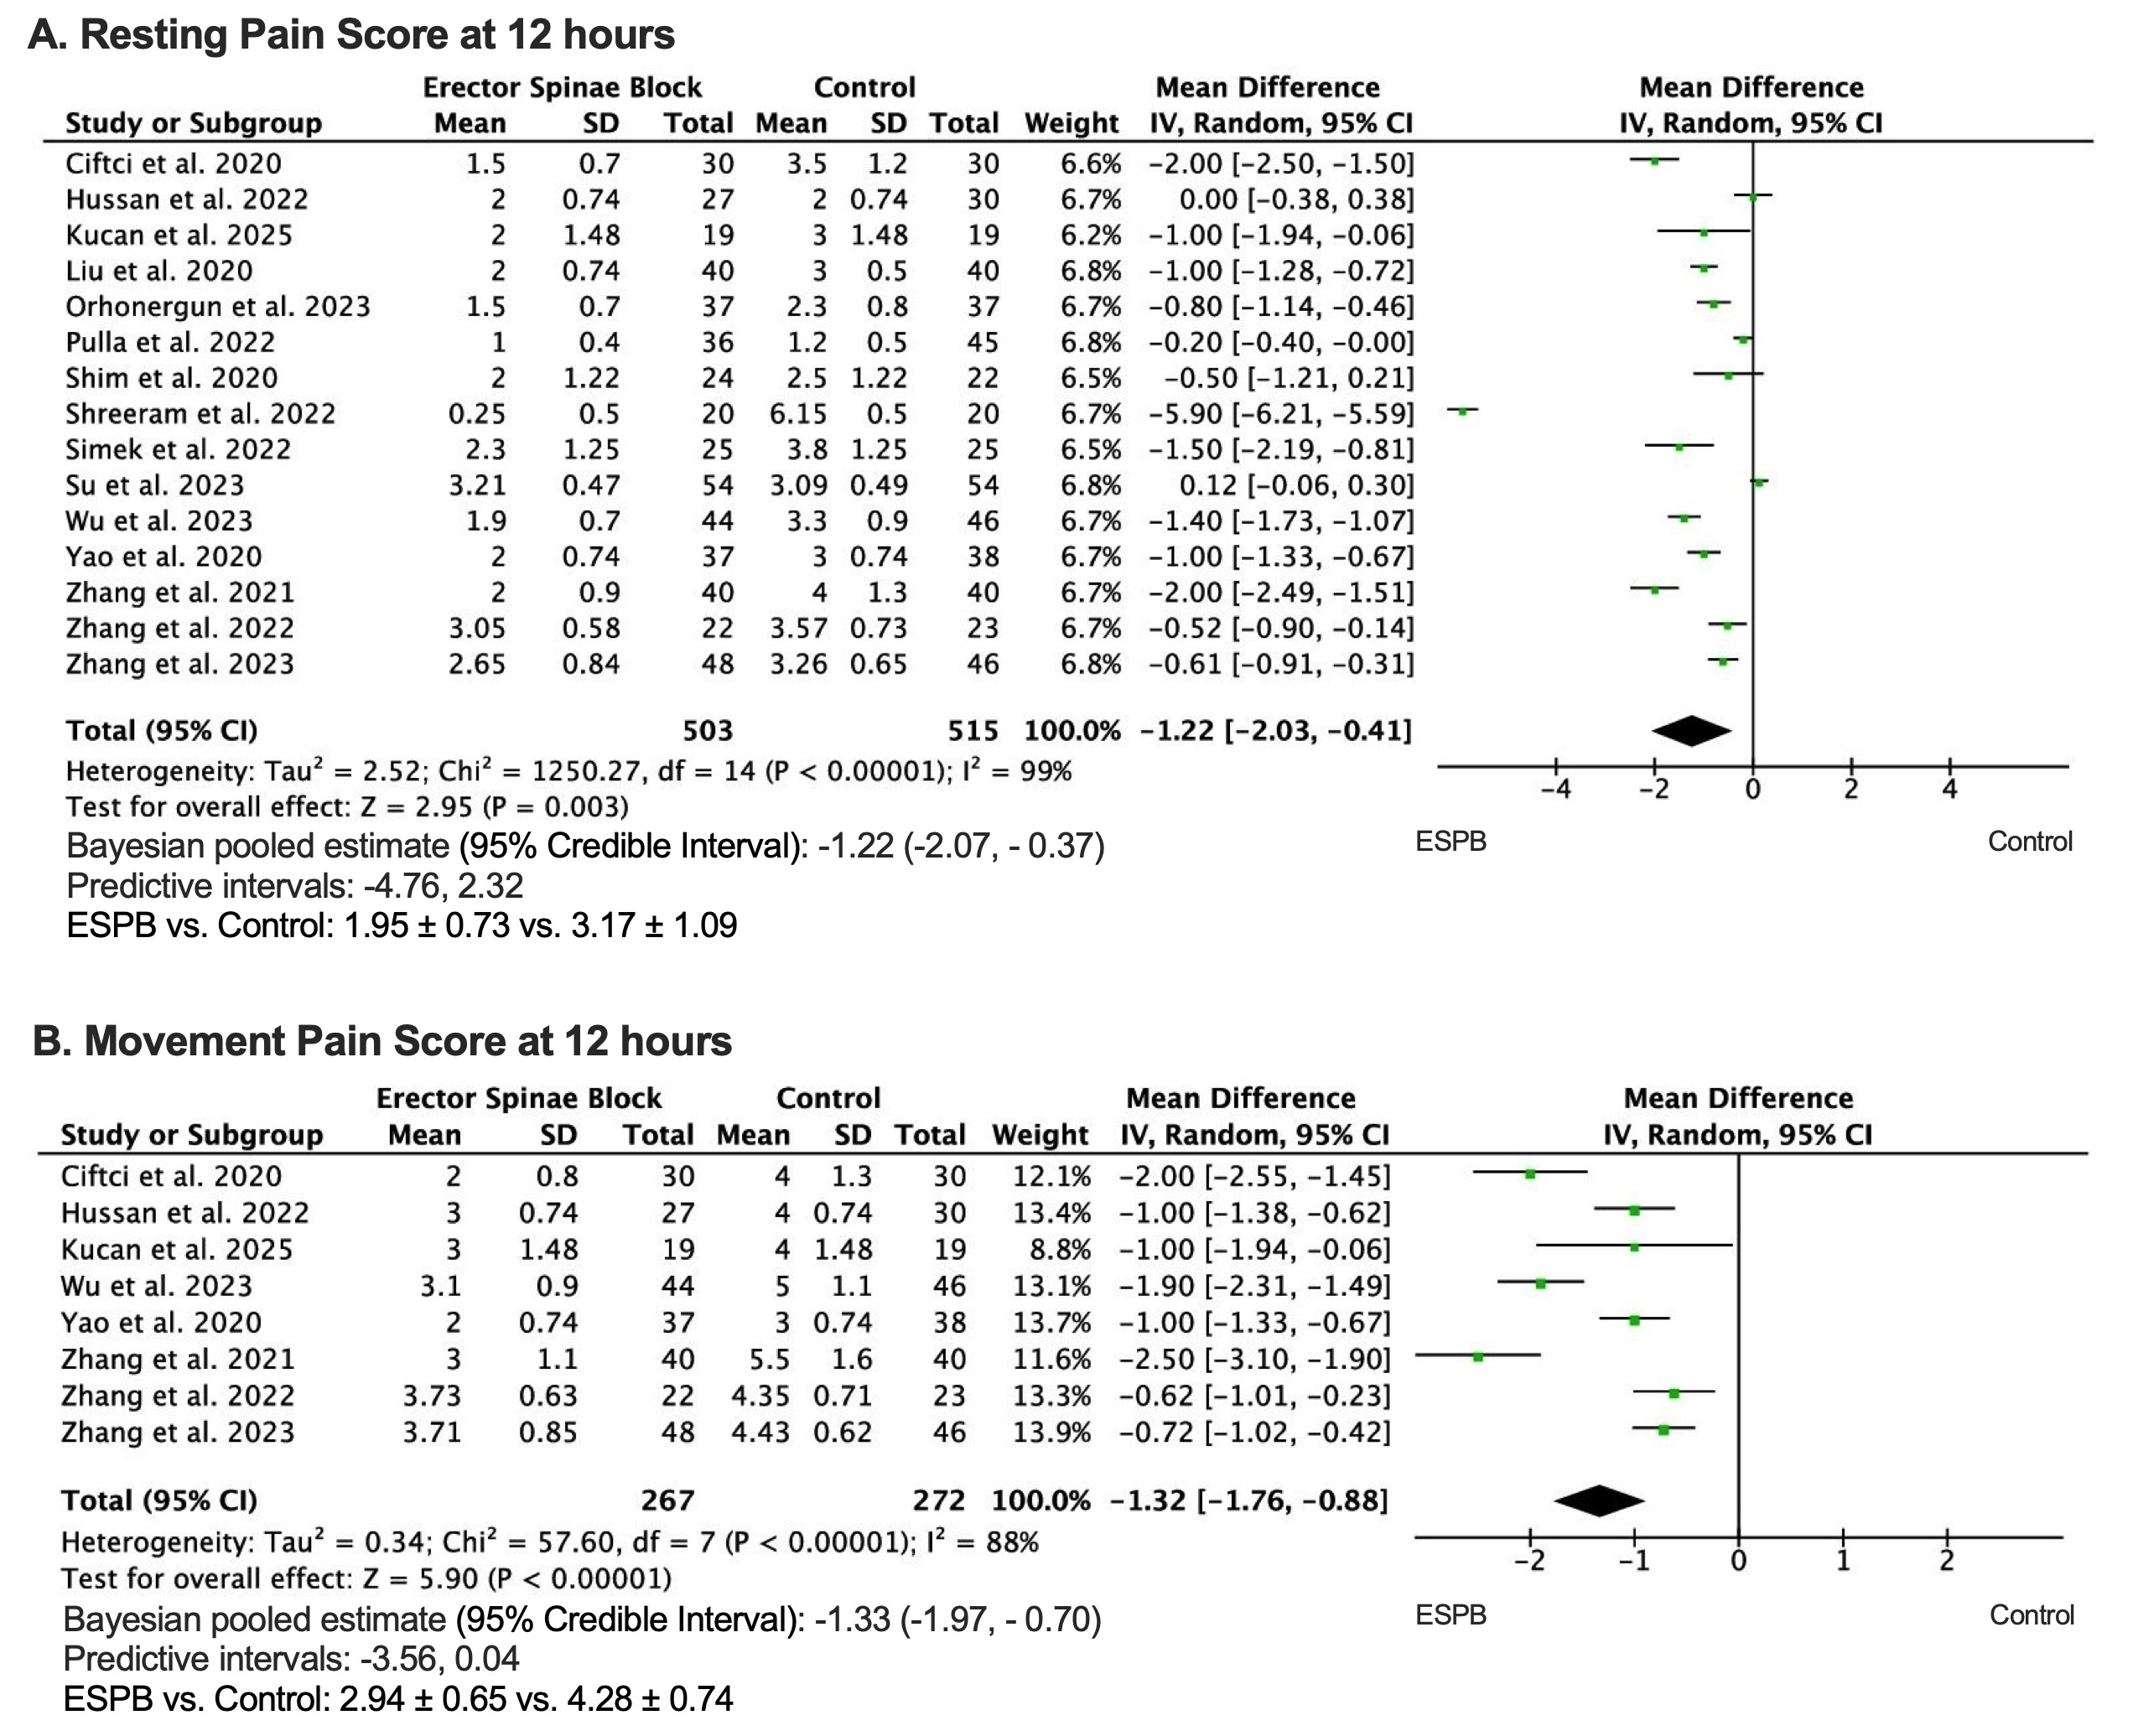 A. Resting Pain Score at 12 hours
Erector Spinae Block Control Mean Difference Mean Difference
Study or Subgroup Mean SD Total Mean SD Total Weight IV, Random, 95% CI IV, Random, 95% CI
Ciftci et al. 2020 1.5 0.7 30 3.5 1.2 30 6.6% −2.00 [−2.50, −1.50]
Hussan et al. 2022 2 0.74 27 2 0.74 30 6.7% 0.00 [−0.38, 0.38]
Kucan et al. 2025 2 1.48 19 3 1.48 19 6.2% −1.00 [−1.94, −0.06]
Liu et al. 2020 2 0.74 40 3 0.5 40 6.8% −1.00 [−1.28, −0.72]
Orhonergun et al. 2023 1.5 0.7 37 2.3 0.8 37 6.7% −0.80 [−1.14, −0.46]
Pulla et al. 2022 1 0.4 36 1.2 0.5 45 6.8% −0.20 [−0.40, −0.00]
Shim et al. 2020 2 1.22 24 2.5 1.22 22 6.5% −0.50 [−1.21, 0.21]
Shreeram et al. 2022 0.25 0.5 20 6.15 0.5 20 6.7% −5.90 [−6.21, −5.59]
Simek et al. 2022 2.3 1.25 25 3.8 1.25 25 6.5% −1.50 [−2.19, −0.81]
Su et al. 2023 3.21 0.47 54 3.09 0.49 54 6.8% 0.12 [−0.06, 0.30]
Wu et al. 2023 1.9 0.7 44 3.3 0.9 46 6.7% −1.40 [−1.73, −1.07]
Yao et al. 2020 2 0.74 37 3 0.74 38 6.7% −1.00 [−1.33, −0.67]
Zhang et al. 2021 2 0.9 40 4 1.3 40 6.7% −2.00 [−2.49, −1.51]
Zhang et al. 2022 3.05 0.58 22 3.57 0.73 23 6.7% −0.52 [−0.90, −0.14]
Zhang et al. 2023 2.65 0.84 48 3.26 0.65 46 6.8% −0.61 [−0.91, −0.31]
Total (95% CI) 503 515 100.0% −1.22 [−2.03, −0.41]
Heterogeneity: Tau² = 2.52; Chi² = 1250.27, df = 14 (P < 0.00001); I² = 99%
Test for overall effect: Z = 2.95 (P = 0.003)
−4 −2 0 2 4
Bayesian pooled estimate (95% Credible Interval): -1.22 (-2.07, - 0.37)
ESPB Control
Predictive intervals: -4.76, 2.32
ESPB vs. Control: 1.95 ± 0.73 vs. 3.17 ± 1.09
B. Movement Pain Score at 12 hours
Erector Spinae Block Control Mean Difference Mean Difference
Study or Subgroup Mean SD Total Mean SD Total Weight IV, Random, 95% CI IV, Random, 95% CI
Ciftci et al. 2020 2 0.8 30 4 1.3 30 12.1% −2.00 [−2.55, −1.45]
Hussan et al. 2022 3 0.74 27 4 0.74 30 13.4% −1.00 [−1.38, −0.62]
Kucan et al. 2025 3 1.48 19 4 1.48 19 8.8% −1.00 [−1.94, −0.06]
Wu et al. 2023 3.1 0.9 44 5 1.1 46 13.1% −1.90 [−2.31, −1.49]
Yao et al. 2020 2 0.74 37 3 0.74 38 13.7% −1.00 [−1.33, −0.67]
Zhang et al. 2021 3 1.1 40 5.5 1.6 40 11.6% −2.50 [−3.10, −1.90]
Zhang et al. 2022 3.73 0.63 22 4.35 0.71 23 13.3% −0.62 [−1.01, −0.23]
Zhang et al. 2023 3.71 0.85 48 4.43 0.62 46 13.9% −0.72 [−1.02, −0.42]
Total (95% CI) 267 272 100.0% −1.32 [−1.76, −0.88]
Heterogeneity: Tau² = 0.34; Chi² = 57.60, df = 7 (P < 0.00001); I² = 88%
−2 −1 0 1 2
Test for overall effect: Z = 5.90 (P < 0.00001)
Bayesian pooled estimate (95% Credible Interval): -1.33 (-1.97, - 0.70)
ESPB Control
Predictive intervals: -3.56, 0.04
ESPB vs. Control: 2.94 ± 0.65 vs. 4.28 ± 0.74